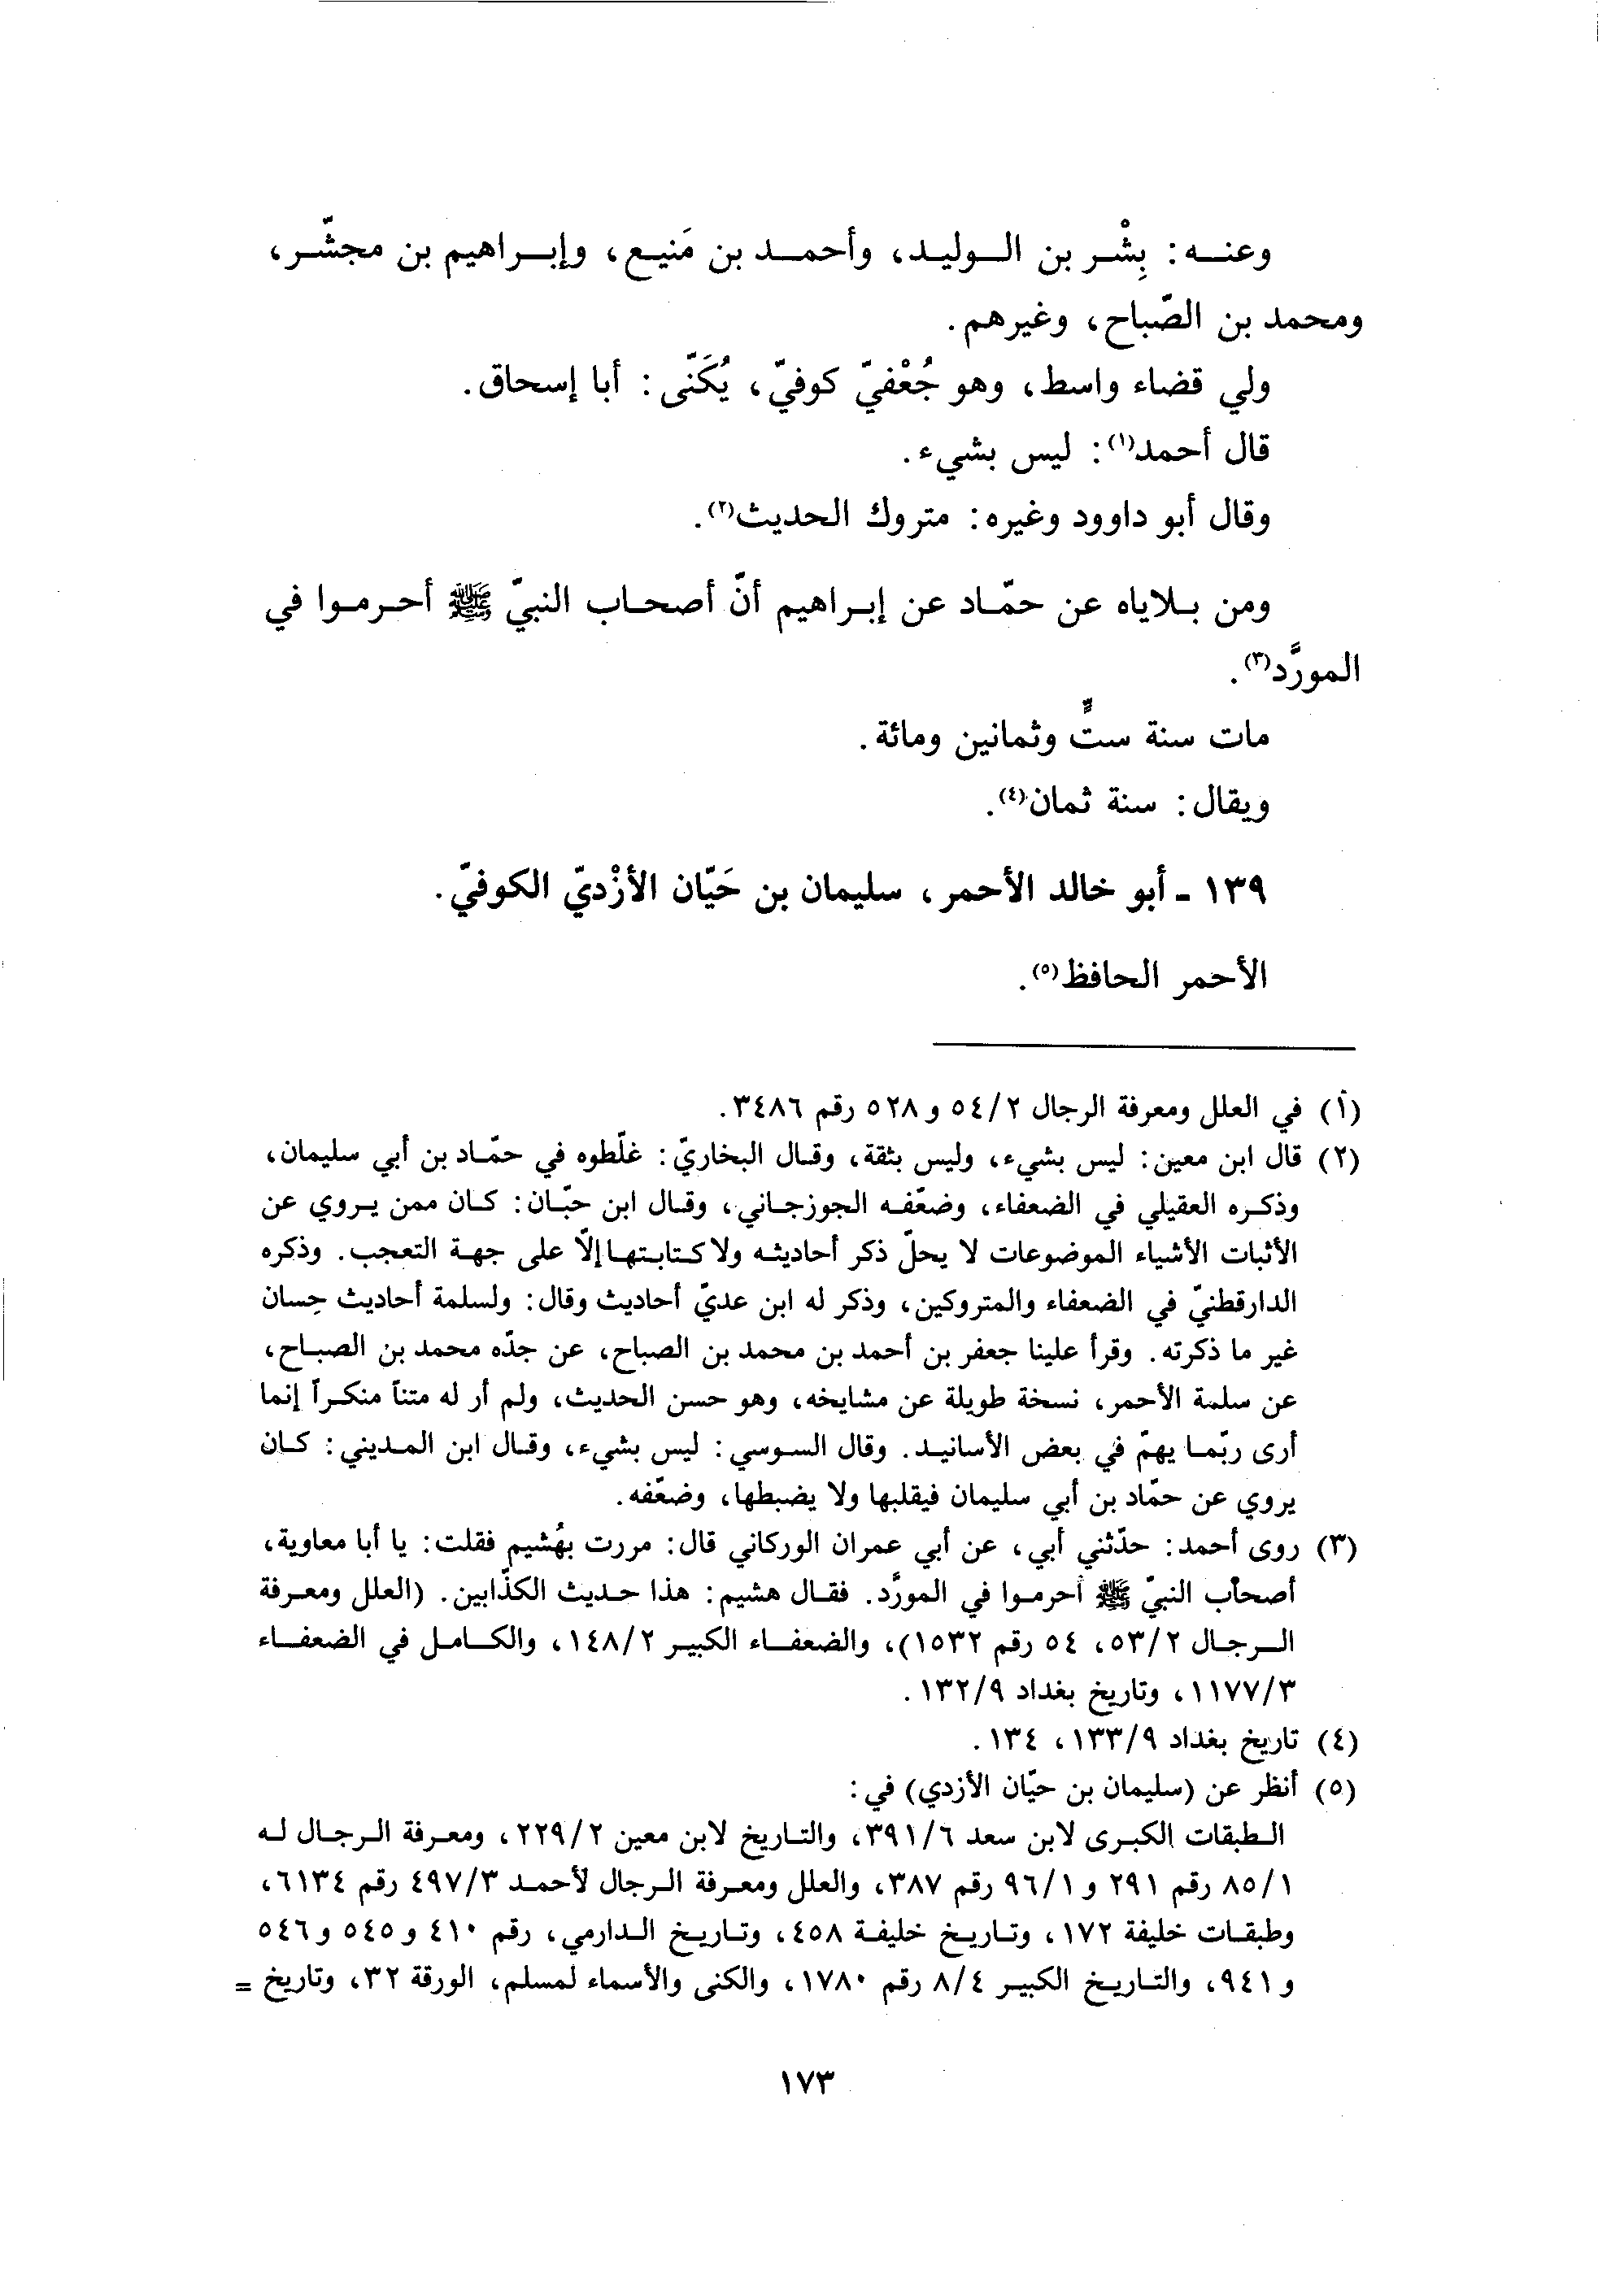 وعنه: بِشْر بن الوليد، وأحمد بن مَنيع، وإبراهيم بن مجشّر،
ومحمد بن الصّباح، وغيرهم.
ولي قضاء واسط، وهو جُعْفيّ كوفيّ، يُكَنّى: أبا إسحاق.
قال أحمد(١): ليس بشيء.
وقال أبو داوود وغيره: متروك الحديث(٢).
ومن بلاياه عن حمّاد عن إبراهيم أنّ أصحاب النبيّ ﷺ أحرموا في
المورَّد(٣).
مات سنة ستٍّ وثمانين ومائة.
ويقال: سنة ثمان(٤).
١٣٩ - أبو خالد الأحمر، سليمان بن حَيّان الأزْديّ الكوفيّ.
الأحمر الحافظ(٥).
(١) في العلل ومعرفة الرجال ٥٤/٢ و ٥٢٨ رقم ٣٤٨٦.
(٢) قال ابن معين: ليس بشيء، وليس بثقة، وقال البخاريّ: غلّطوه في حمّاد بن أبي سليمان،
وذكره العقيلي في الضعفاء، وضعّفه الجوزجاني، وقال ابن حبّان: كان ممن يروي عن
الأثبات الأشياء الموضوعات لا يحلّ ذكر أحاديثه ولا كتابتها إلّا على جهة التعجب. وذكره
الدارقطنيّ في الضعفاء والمتروكين، وذكر له ابن عديّ أحاديث وقال: ولسلمة أحاديث حِسان
غير ما ذكرته. وقرأ علينا جعفر بن أحمد بن محمد بن الصباح، عن جدّه محمد بن الصباح،
عن سلمة الأحمر، نسخة طويلة عن مشايخه، وهو حسن الحديث، ولم أر له متناً منكراً إنما
أرى ربّما يهمّ في بعض الأسانيد. وقال السوسي: ليس بشيء، وقال ابن المديني: كان
يروي عن حمّاد بن أبي سليمان فيقلبها ولا يضبطها، وضعّفه.
(٣) روى أحمد: حدّثني أبي، عن أبي عمران الوركاني قال: مررت بهُشيم فقلت: يا أبا معاوية،
أصحاب النبيّ ﷺ أحرموا في المورَّد. فقال هشيم: هذا حديث الكذّابين. (العلل ومعرفة
الرجال ٥٣/٢، ٥٤ رقم ١٥٣٢)، والضعفاء الكبير ١٤٨/٢، والكامل في الضعفاء
١١٧٧/٣، وتاريخ بغداد ١٣٢/٩.
(٤) تاريخ بغداد ١٣٣/٩، ١٣٤.
(٥) أنظر عن (سليمان بن حيّان الأزدي) في:
الطبقات الكبرى لابن سعد ٣٩١/٦، والتاريخ لابن معين ٢٢٩/٢، ومعرفة الرجال له
٨٥/١ رقم ٢٩١ و ٩٦/١ رقم ٣٨٧، والعلل ومعرفة الرجال لأحمد ٤٩٧/٣ رقم ٦١٣٤،
وطبقات خليفة ١٧٢، وتاريخ خليفة ٤٥٨، وتاريخ الدارمي، رقم ٤١٠ و ٥٤٥ و ٥٤٦
و ٩٤١، والتاريخ الكبير ٨/٤ رقم ١٧٨٠، والكنى والأسماء لمسلم، الورقة ٣٢، وتاريخ =
١٧٣